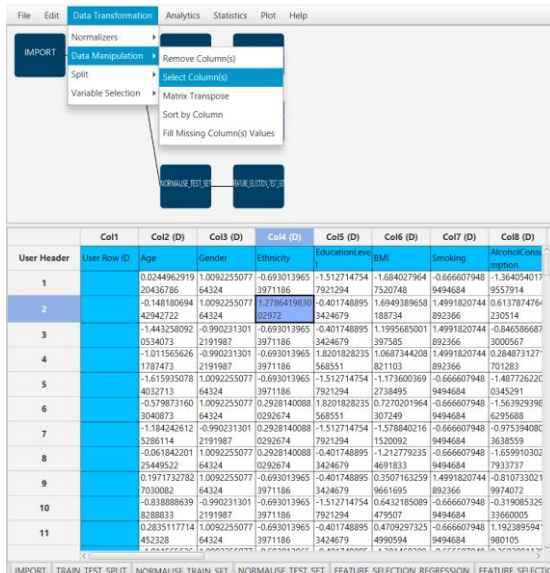 File Edit Data Transformation Analytics Statistics Plot Help
Normalizers
IMPORT
Data Manipulation
Remove Column(s)
Split
Select Column(s)
Variable Selection
Matrix Transpose
Sort by Column
Fill Missing Column(s) Values
NORMALISE_TEST_SET
FEATURE_SELECTION_TEST_SET
Col1 Col2 (D) Col3 (D) Col4 (D) Col5 (D) Col6 (D) Col7 (D) Col8 (D)
User Header User Row ID Age Gender Ethnicity EducationLevel BMI Smoking AlcoholConsu
mption
1 0.0244962919 1.0092255077 -0.693013965 -1.512714754 -1.684027964 -0.666607948 -1.364054017
20436786 64324 3971186 7921294 7520748 9494684 9557914
2 -0.148180694 1.0092255077 1.2786419830 -0.401748895 1.6949389658 1.4991820744 0.6137874764
42942722 64324 02972 3424679 188734 892366 230514
3 -1.443258092 -0.990231301 -0.693013965 -0.401748895 1.1995685001 1.4991820744 -0.846586687
0534073 2191987 3971186 3424679 397585 892366 3000567
4 -1.011565626 -0.990231301 -0.693013965 1.8201828235 1.0687344208 1.4991820744 0.284873127
1787473 2191987 3971186 568551 821103 892366 701283
5 -1.615935078 1.0092255077 -0.693013965 -1.512714754 -1.173600369 -0.666607948 -1.487726220
4032713 64324 3971186 7921294 2738495 9494684 0345291
6 -0.579873160 1.0092255077 0.2928140088 1.8201828235 0.7270201964 -0.666607948 -1.563929398
3040873 64324 0292674 568551 307249 9494684 6295688
7 -1.184242612 -0.990231301 0.2928140088 -1.512714754 -1.578840216 -0.666607948 -0.975394080
5286114 2191987 0292674 7921294 1520092 9494684 3638559
8 -0.061842201 1.0092255077 0.2928140088 -0.401748895 -1.212779235 -0.666607948 -1.659910302
25449522 64324 0292674 3424679 4691833 9494684 7933737
9 0.1971732782 1.0092255077 -0.693013965 -0.401748895 0.3507163259 1.4991820744 -0.810733021
7030082 64324 3971186 3424679 9661695 892366 9974072
10 -0.838888639 -0.990231301 -0.693013965 -1.512714754 0.6432185089 -0.666607948 -0.319085329
8288833 2191987 3971186 7921294 479507 9494684 33660005
11 0.2835117714 1.0092255077 -0.693013965 -0.401748895 0.4709297325 -0.666607948 1.1923895941
452328 64324 3971186 3424679 4990594 9494684 980105
IMPORT TRAIN_TEST_SPLIT NORMALISE_TRAIN_SET NORMALISE_TEST_SET FEATURE_SELECTION_REGRESSION FEATURE_SELECTIO